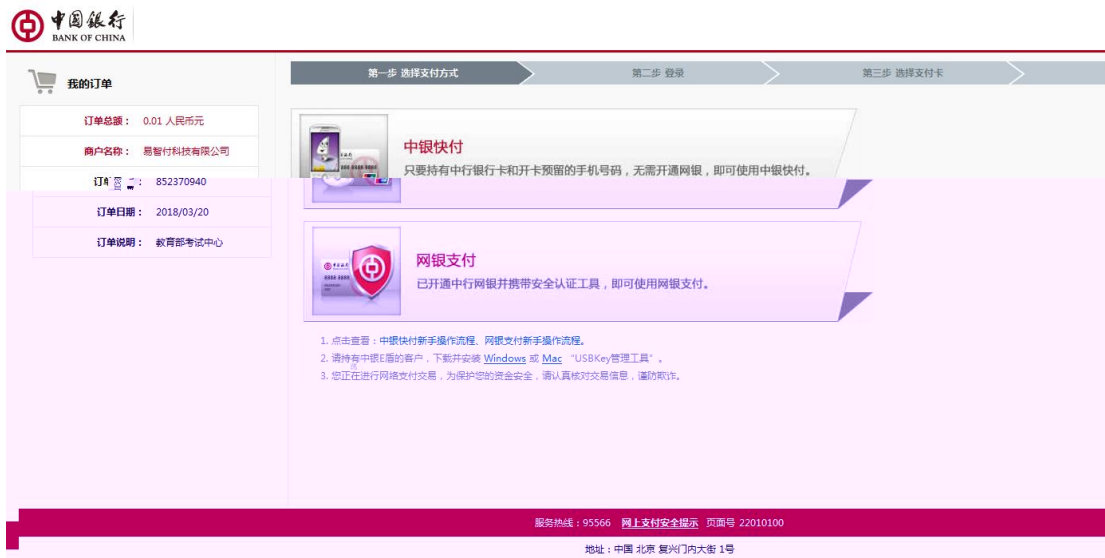 中国银行
BANK OF CHINA
我的订单
第一步 选择支付方式
第二步 登录
第三步 选择支付卡
订单总额： 0.01 人民币元
商户名称： 易智付科技有限公司
852370940
订单日期： 2018/03/20
订单说明： 教育部考试中心
中银快付
只要持有中行银行卡和开卡预留的手机号码，无需开通网银，即可使用中银快付。
网银支付
已开通中行网银并携带安全认证工具，即可使用网银支付。
1. 点击查看：中银快付新手操作流程、网银支付新手操作流程。
2. 请持有中银E盾的客户，下载并安装 Windows 或 Mac “USBKey管理工具”。
3. 您正在进行网络支付交易，为保护您的资金安全，请认真核对交易信息，谨防欺诈。
服务热线：95566 网上支付安全提示 页面号 22010100
地址：中国 北京 复兴门内大街 1号